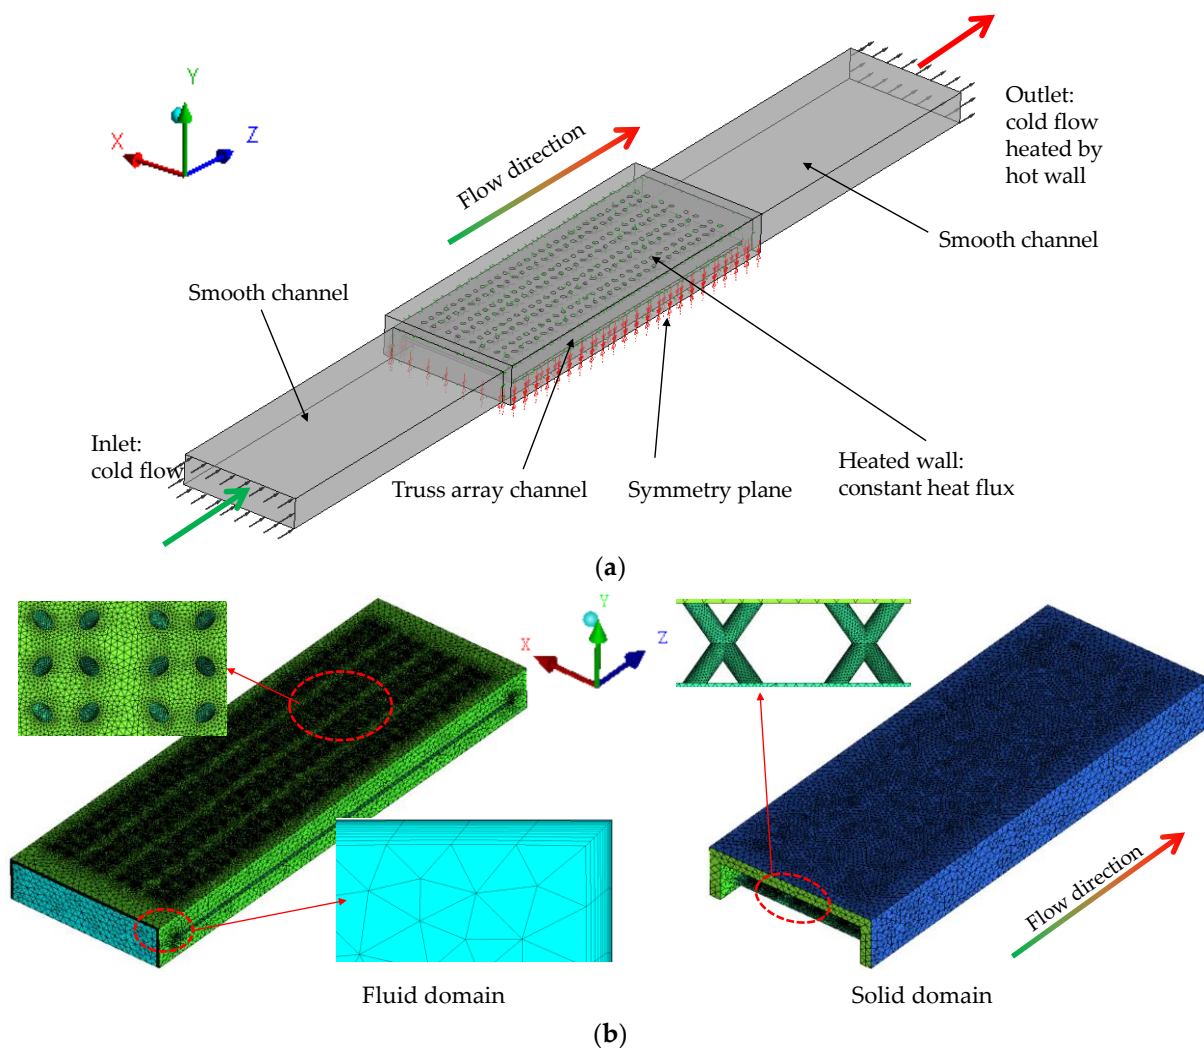 Y
X
Z
Flow direction
Outlet:
cold flow
heated by
hot wall
Smooth channel
Smooth channel
Inlet:
cold flow
Truss array channel
Symmetry plane
Heated wall:
constant heat flux
(a)
Y
X
Z
Flow direction
Fluid domain
Solid domain
(b)